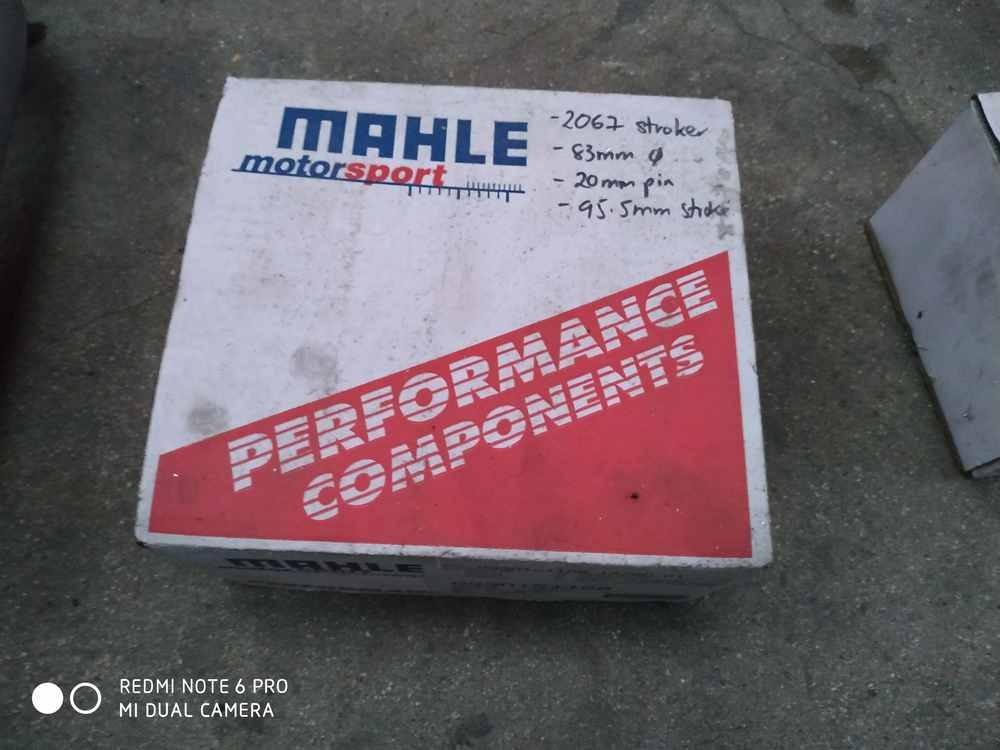 MAHLE
motorsport
-2067 stroker
- 83mm Ø
- 20mm pin
- 95.5mm stroke
PERFORMANCE
COMPONENTS
MAHLE
REDMI NOTE 6 PRO
MI DUAL CAMERA